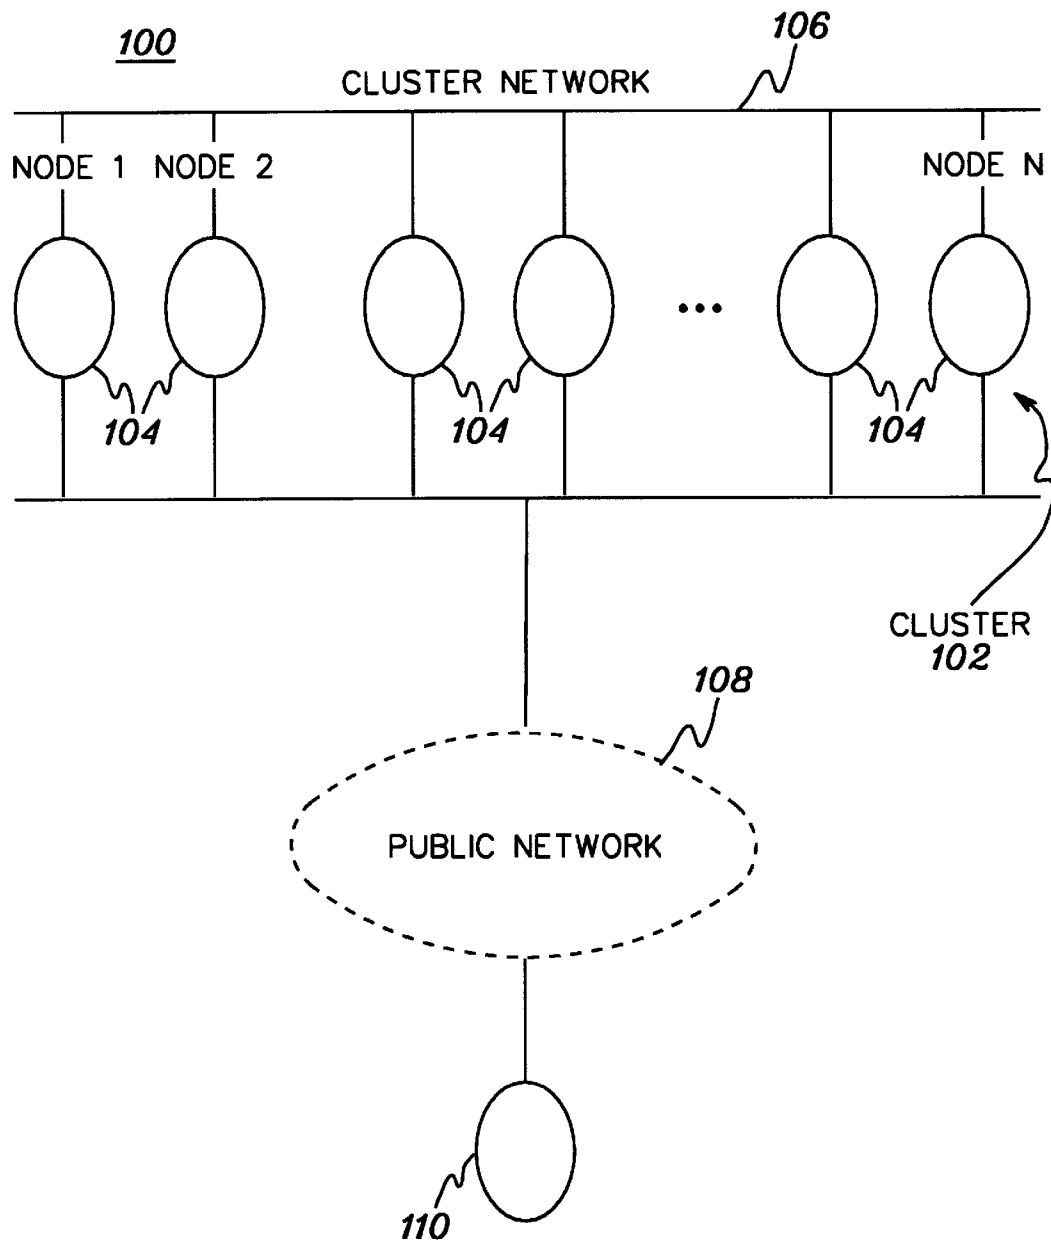 100
106
CLUSTER NETWORK
NODE 1 NODE 2 NODE N
...
104 104 104
CLUSTER
102
108
PUBLIC NETWORK
110